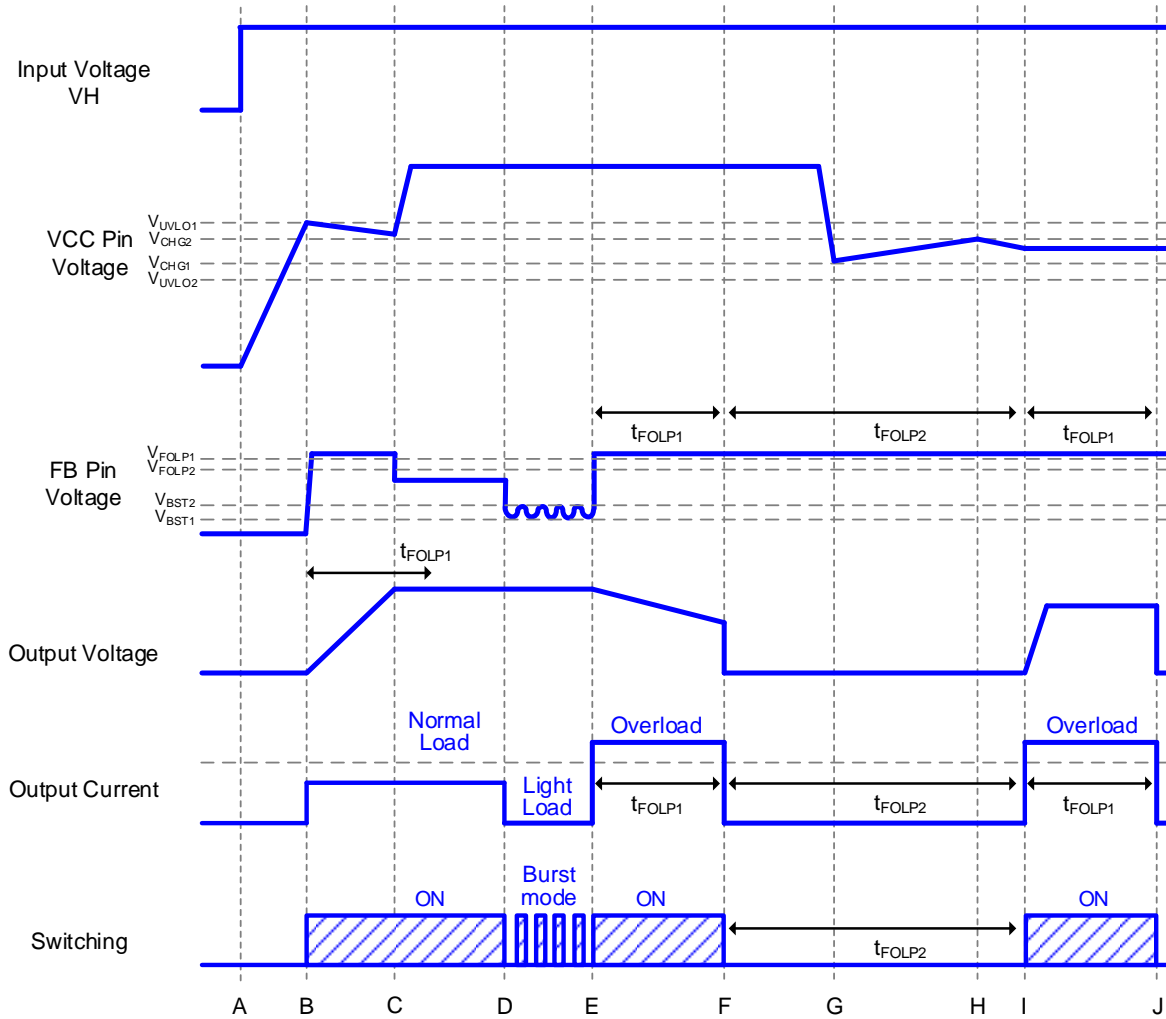 Input Voltage
VH
VCC Pin
Voltage
VUVLO1
VCHG2
VCHG1
VUVLO2
tFOLP1
tFOLP2
tFOLP1
FB Pin
Voltage
VFOLP1
VFOLP2
VBST2
VBST1
tFOLP1
Output Voltage
Normal
Load
Overload
Overload
Output Current
Light
Load
tFOLP1
tFOLP2
tFOLP1
Switching
ON
Burst
mode
ON
ON
tFOLP2
A B C D E F G H I J